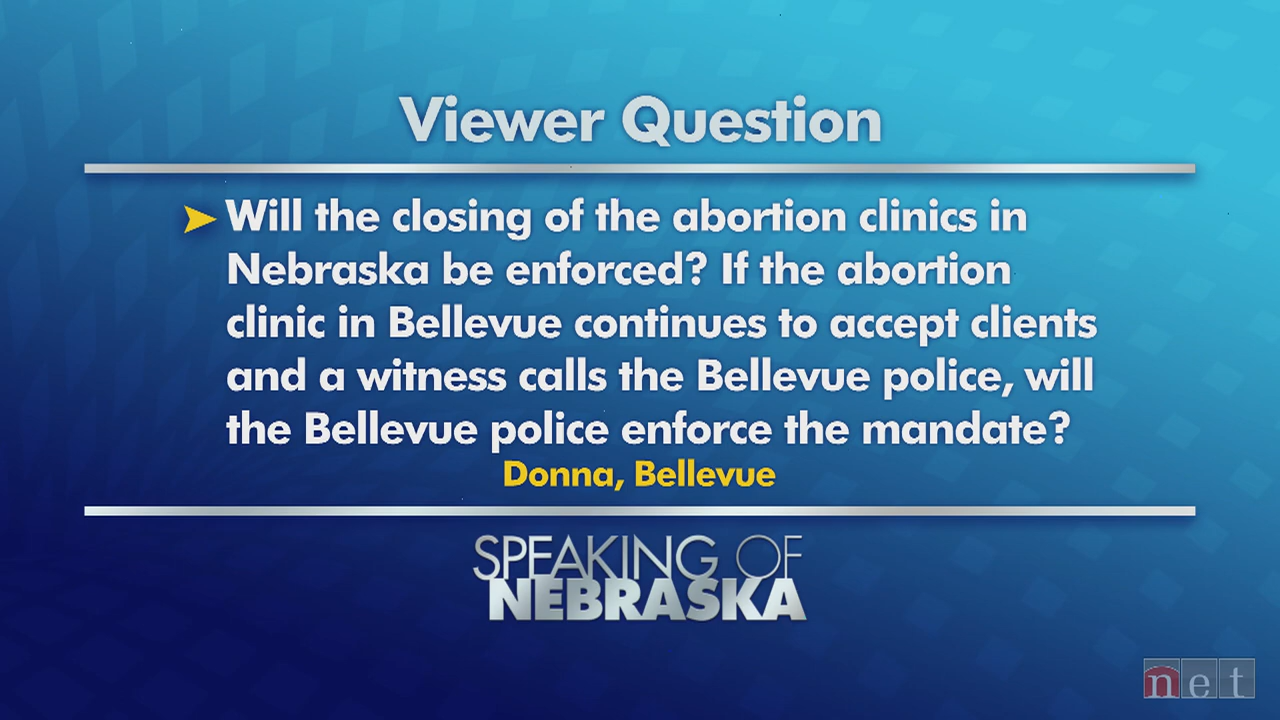 Viewer Question
➤ Will the closing of the abortion clinics in
Nebraska be enforced? If the abortion
clinic in Bellevue continues to accept clients
and a witness calls the Bellevue police, will
the Bellevue police enforce the mandate?
Donna, Bellevue
SPEAKING OF
NEBRASKA
net